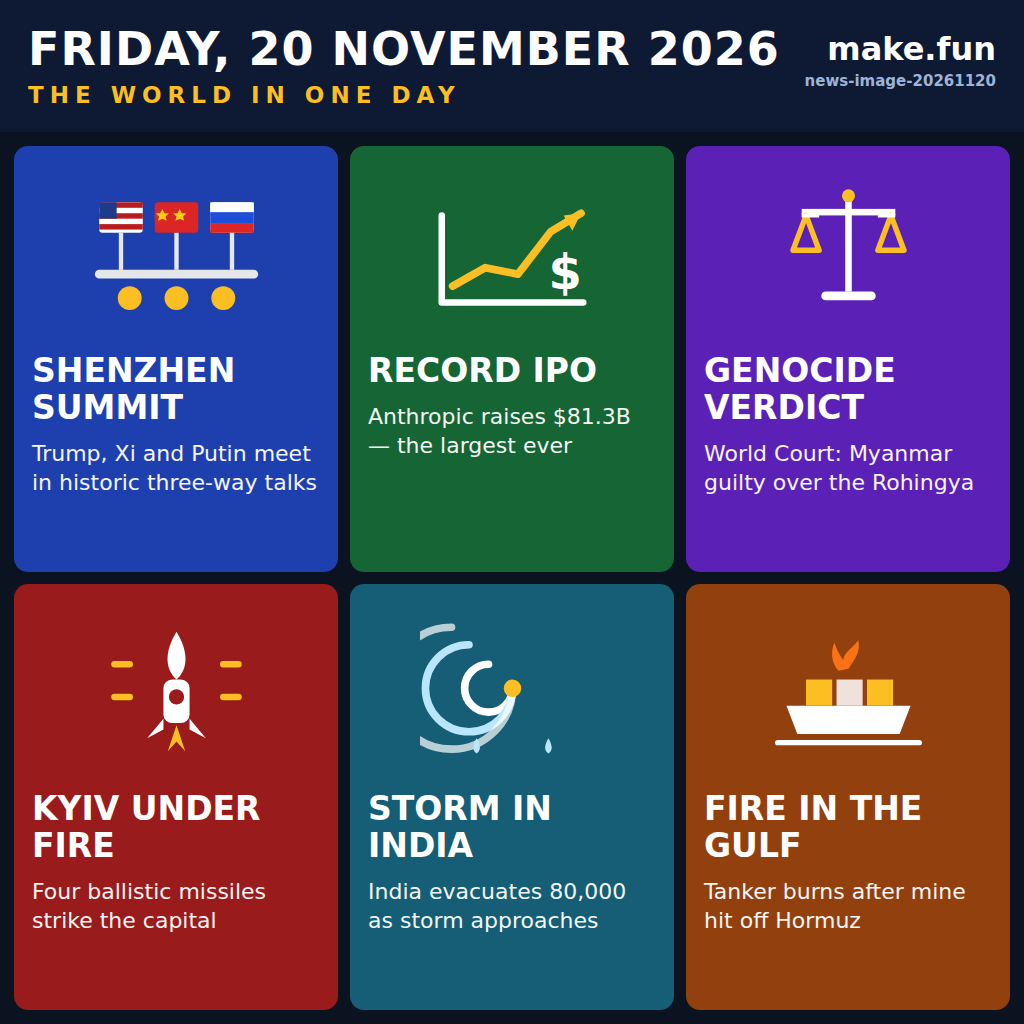 FRIDAY, 20 NOVEMBER 2026
THE WORLD IN ONE DAY
make.fun
news-image-20261120
SHENZHEN
SUMMIT
Trump, Xi and Putin meet
in historic three-way talks
$
RECORD IPO
Anthropic raises $81.3B
— the largest ever
GENOCIDE
VERDICT
World Court: Myanmar
guilty over the Rohingya
KYIV UNDER
FIRE
Four ballistic missiles
strike the capital
STORM IN
INDIA
India evacuates 80,000
as storm approaches
FIRE IN THE
GULF
Tanker burns after mine
hit off Hormuz